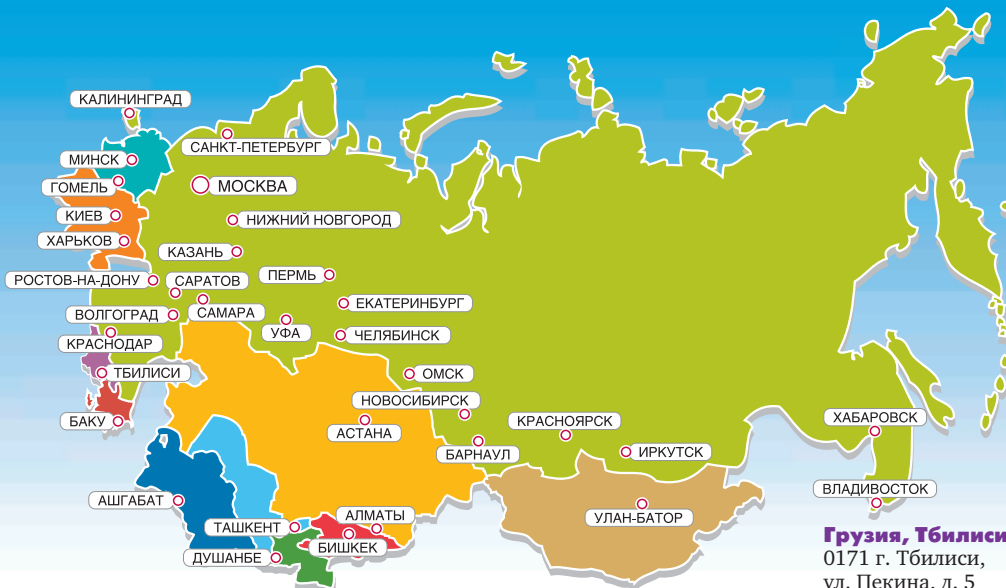 КАЛИНИНГРАД
САНКТ-ПЕТЕРБУРГ
МИНСК
ГОМЕЛЬ
МОСКВА
КИЕВ
НИЖНИЙ НОВГОРОД
ХАРЬКОВ
КАЗАНЬ
РОСТОВ-НА-ДОНУ
САРАТОВ
ПЕРМЬ
ЕКАТЕРИНБУРГ
ВОЛГОГРАД
САМАРА
УФА
ЧЕЛЯБИНСК
КРАСНОДАР
ТБИЛИСИ
ОМСК
НОВОСИБИРСК
БАКУ
АСТАНА
КРАСНОЯРСК
ХАБАРОВСК
БАРНАУЛ
ИРКУТСК
АШГАБАТ
ВЛАДИВОСТОК
АЛМАТЫ
УЛАН-БАТОР
ТАШКЕНТ
БИШКЕК
ДУШАНБЕ
Грузия, Тбилиси
0171 г. Тбилиси,
ул. Пекина, д. 5